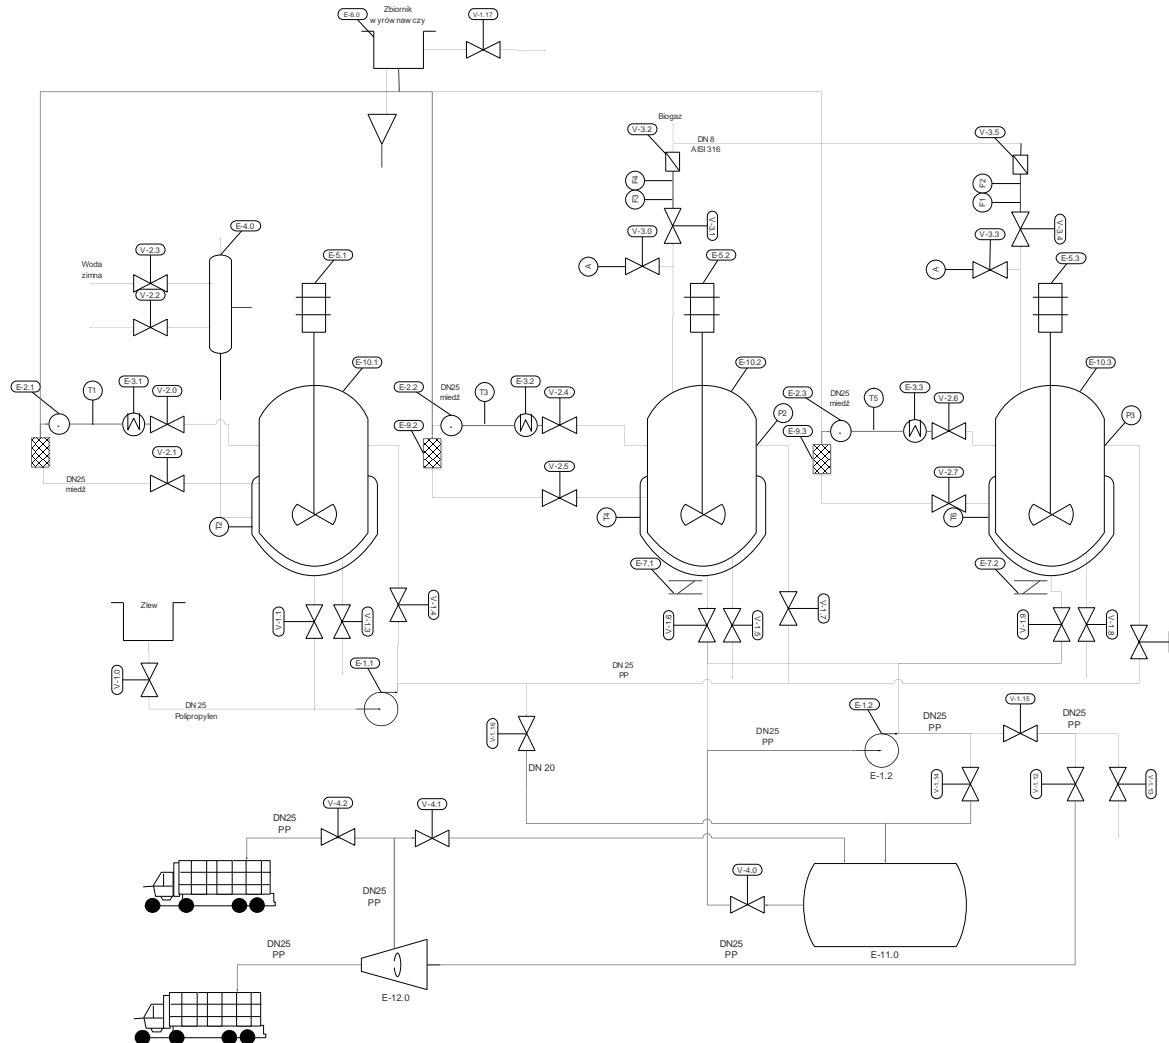 E-6.0
Zbiornik
w yrów naw czy
V-1.17
Biogaz
V-3.2
DN 8
AISI 316
V-3.5
F4
F3
F2
F1
V-3.1
V-3.4
V-3.0
V-3.3
A
A
E-4.0
V-2.3
Woda
zimna
V-2.2
E-5.1
E-5.2
E-5.3
E-2.1
T1
E-3.1
V-2.0
E-10.1
E-2.2
DN25
miedź
T3
E-3.2
V-2.4
E-10.2
E-2.3
DN25
miedź
T5
E-3.3
V-2.6
E-10.3
E-9.2
P2
E-9.3
P3
V-2.1
DN25
miedź
V-2.5
V-2.7
T2
T4
T6
E-7.1
E-7.2
Zlew
V-1.1
V-1.3
V-1.4
V-1.6
V-1.5
V-1.7
V-1.9
V-1.8
V-1.0
E-1.1
DN 25
PP
DN 25
Polipropylen
V-1.16
DN 20
DN25
PP
E-1.2
E-1.2
DN25
PP
V-1.15
DN25
PP
V-1.14
V-1.12
V-1.13
V-4.2
V-4.1
DN25
PP
DN25
PP
V-4.0
E-11.0
DN25
PP
DN25
PP
E-12.0